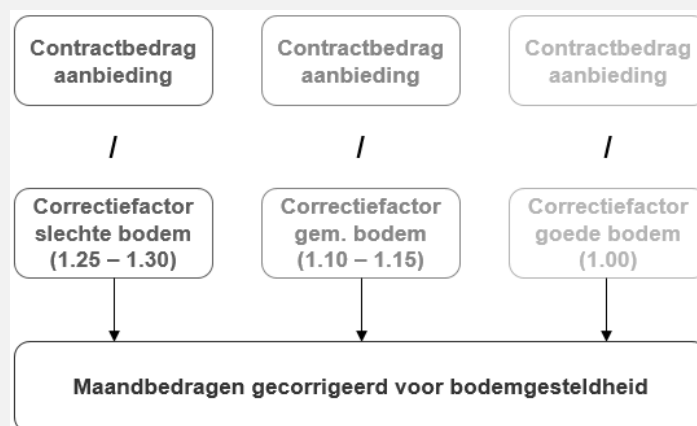 Contractbedrag
aanbieding
Contractbedrag
aanbieding
Contractbedrag
aanbieding
/
/
/
Correctiefactor
slechte bodem
(1.25 – 1.30)
Correctiefactor
gem. bodem
(1.10 – 1.15)
Correctiefactor
goede bodem
(1.00)
Maandbedragen gecorrigeerd voor bodemgesteldheid